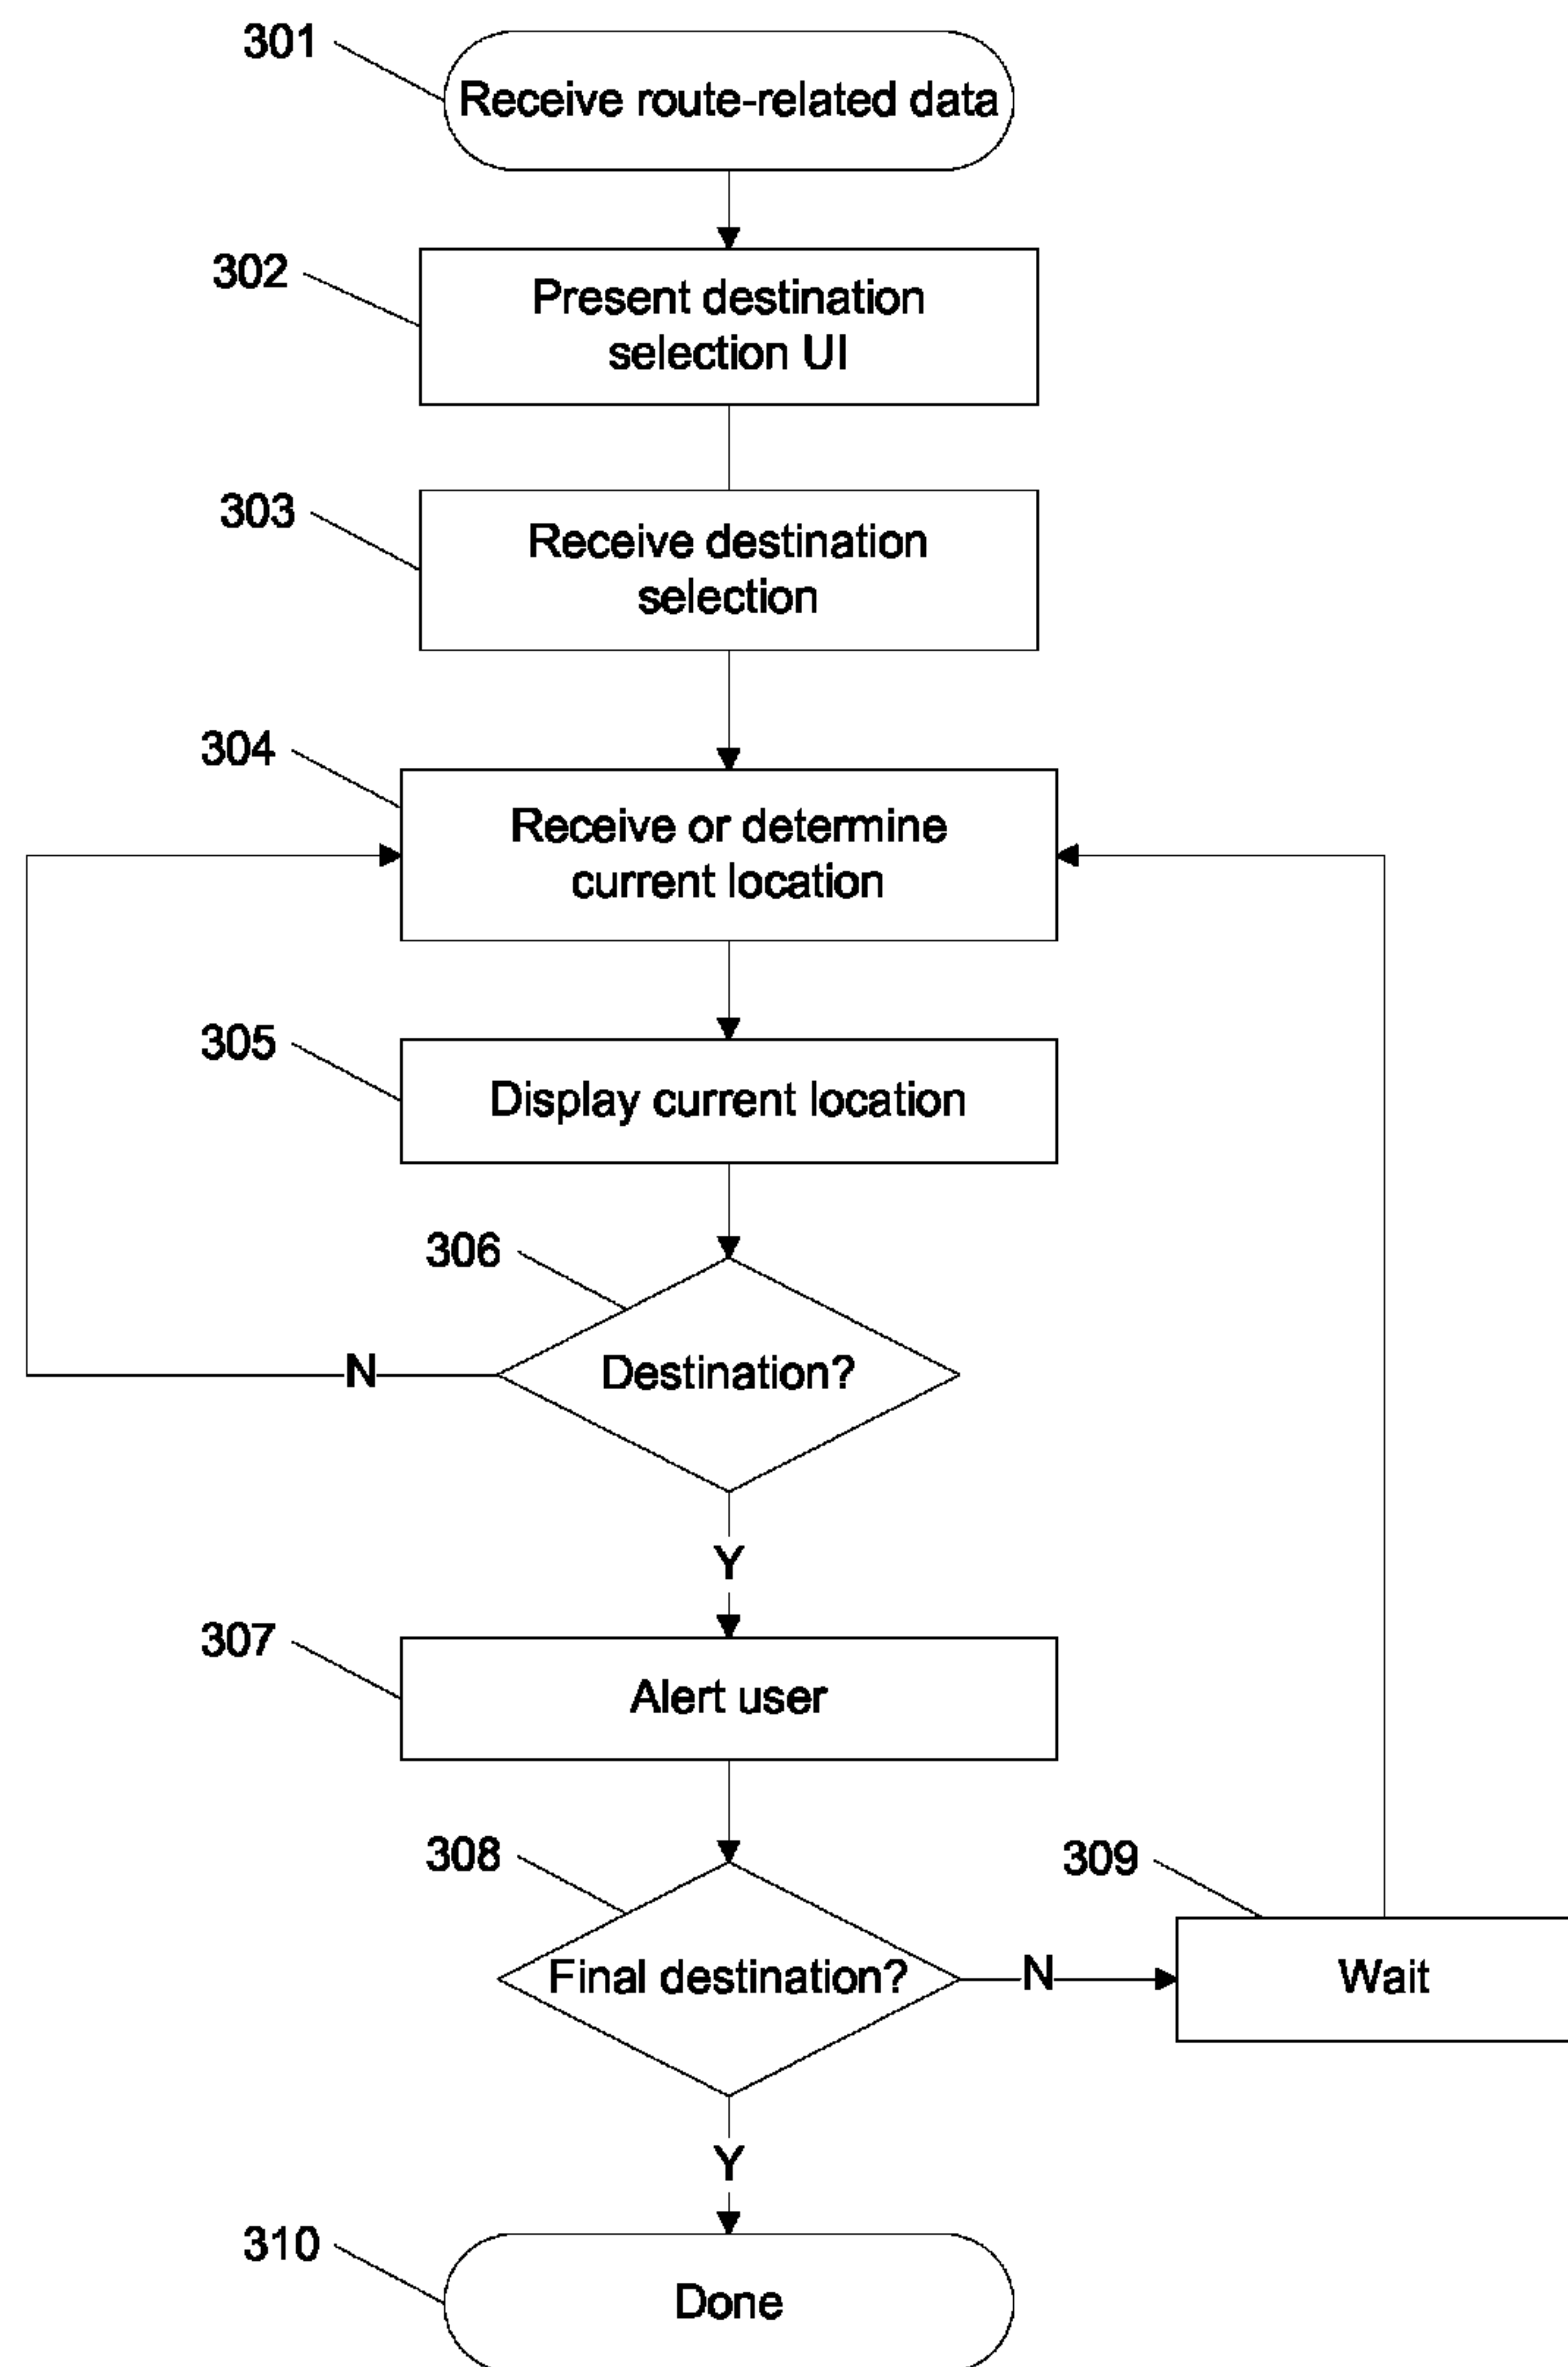 301
Receive route-related data
302
Present destination
selection UI
303
Receive destination
selection
304
Receive or determine
current location
305
Display current location
306
Destination?
N
Y
307
Alert user
308
Final destination?
N
309
Wait
Y
310
Done